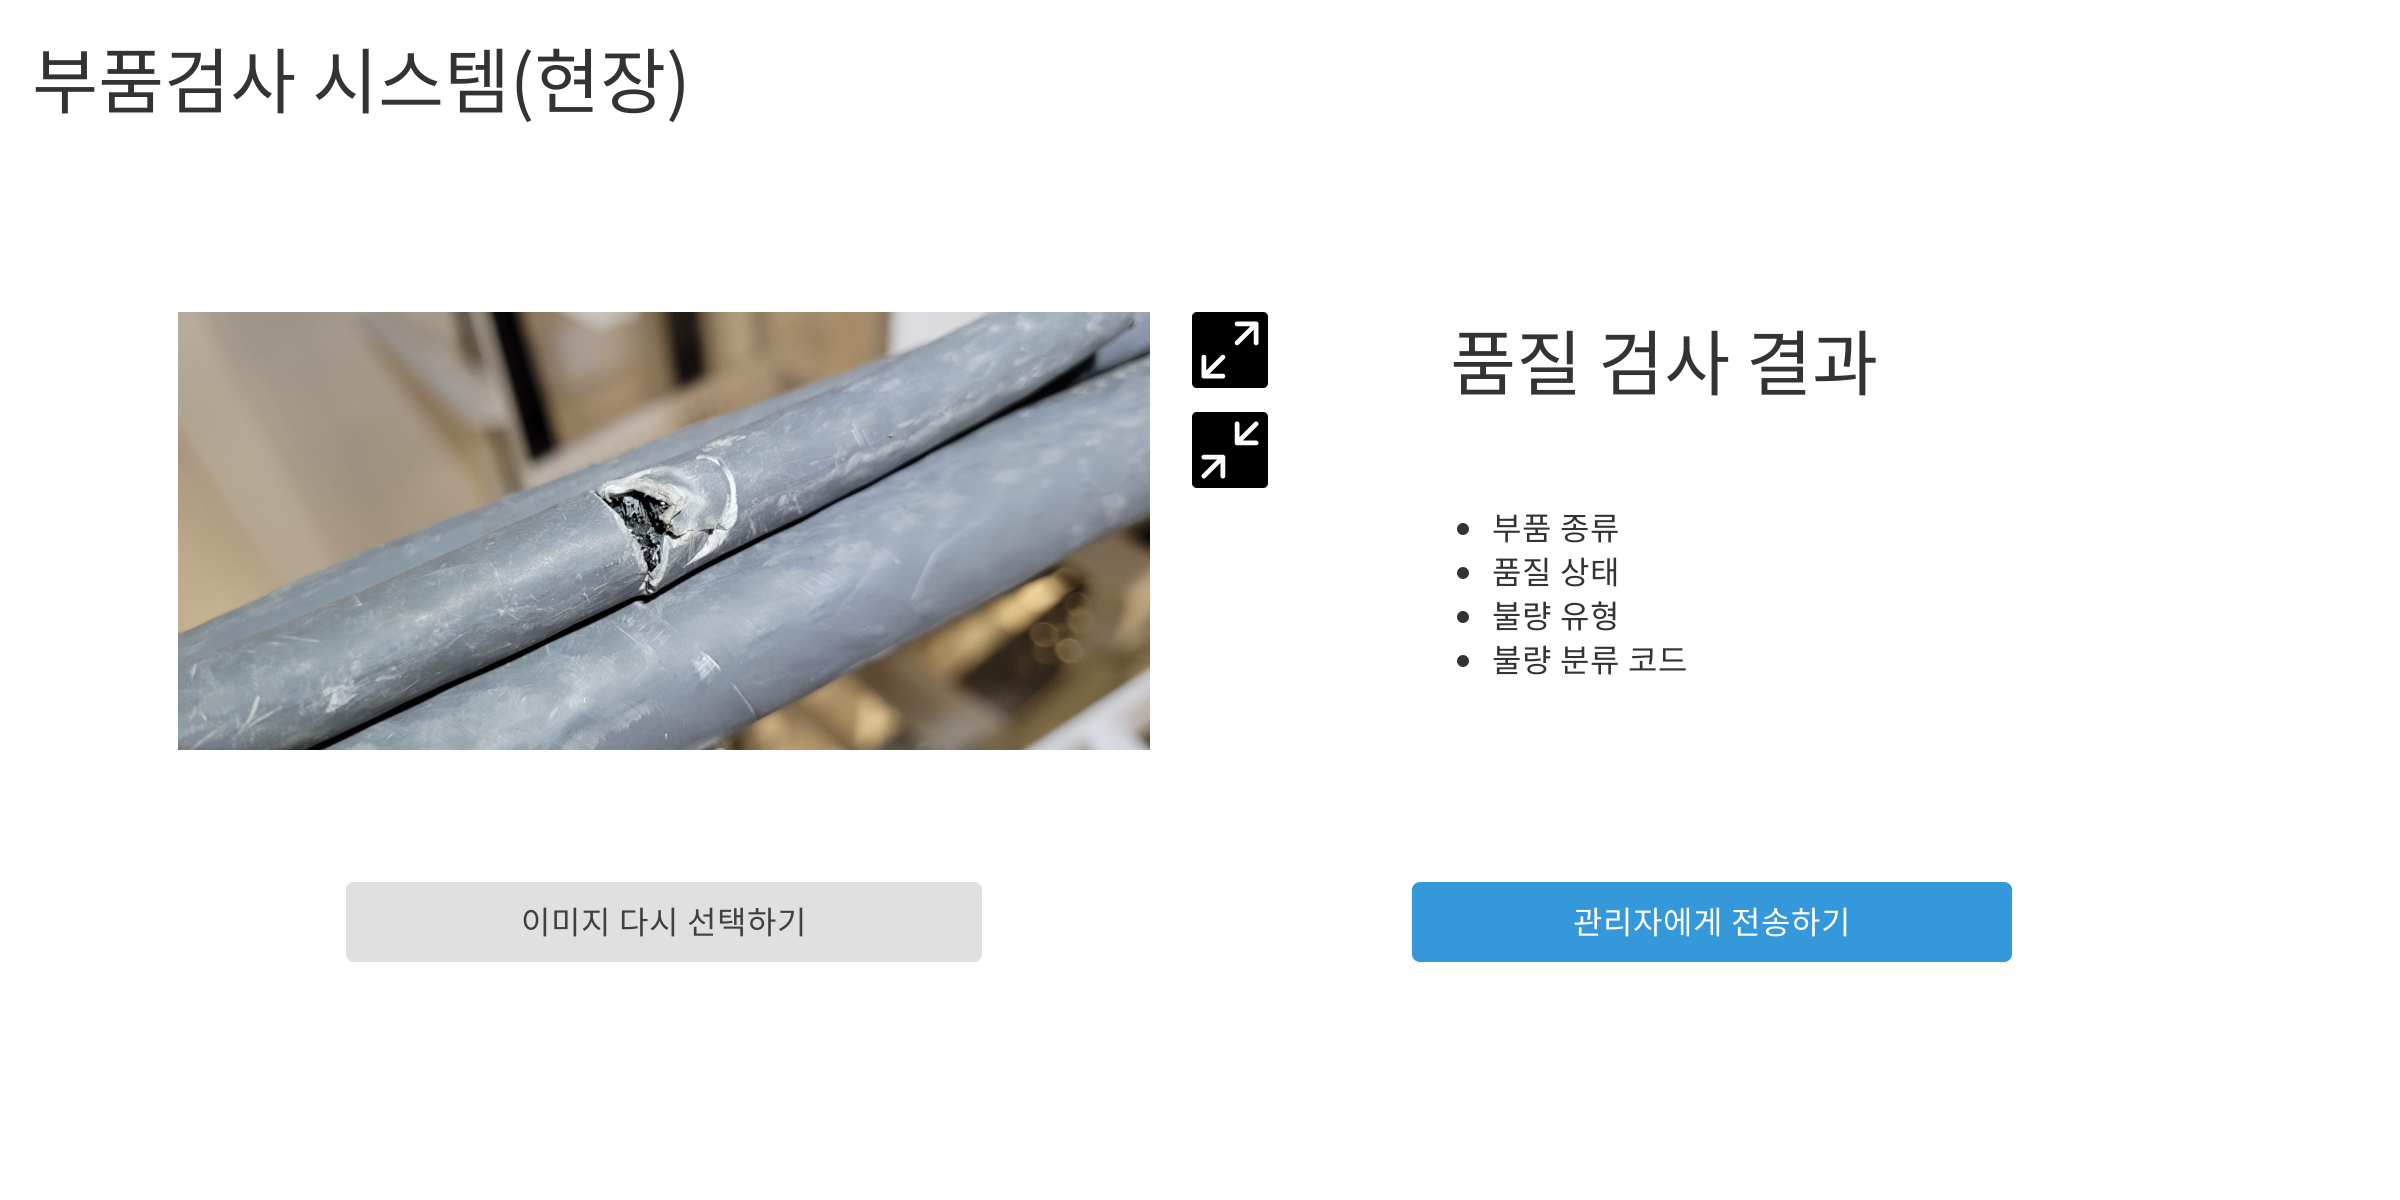 부품검사 시스템(현장)
품질 검사 결과
부품 종류
품질 상태
불량 유형
불량 분류 코드
이미지 다시 선택하기
관리자에게 전송하기